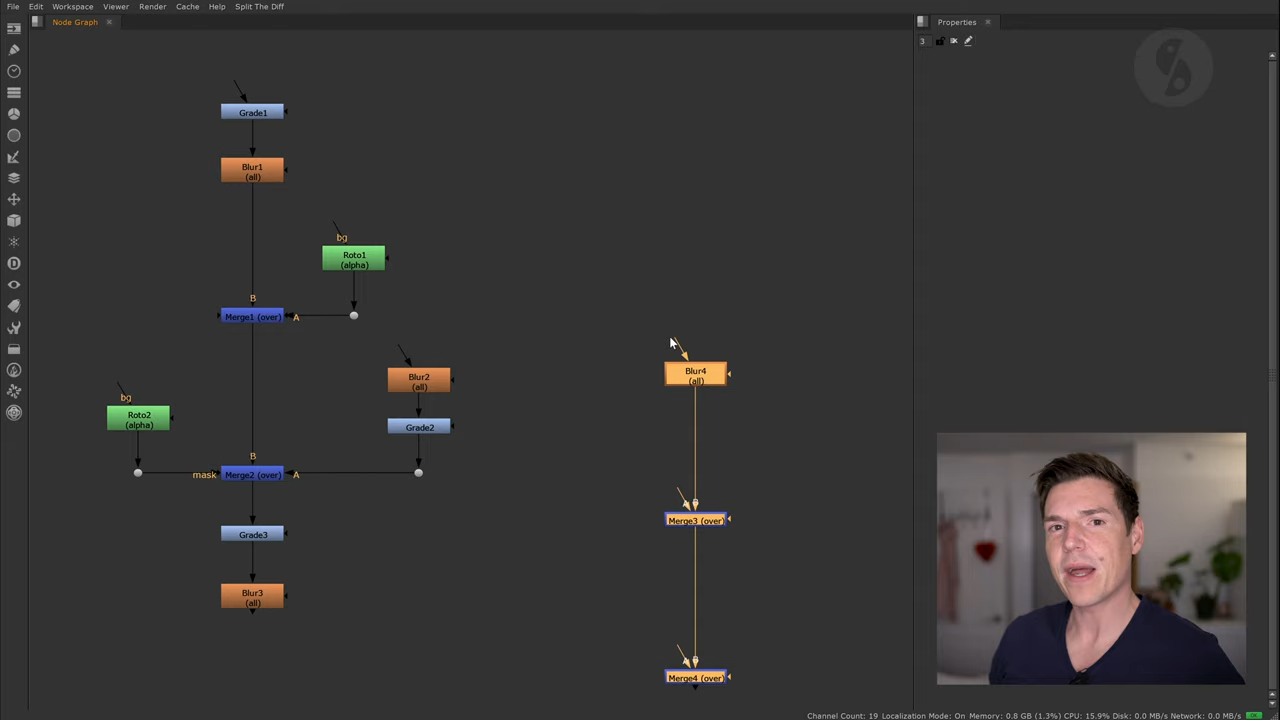 File Edit Workspace Viewer Render Cache Split The Diff
Node Graph
Properties
3
Grade1
Blur1
(all)
bg
Roto1
(alpha)
B
Merge1 (over)
A
Blur2
(all)
bg
Roto2
(alpha)
Grade2
B
mask
Merge2 (over)
A
Grade3
Blur3
(all)
Blur4
(all)
Merge3 (over)
Merge4 (over)
Channel Count: 19 Localization Mode: On Memory: 0.8 GB (1.3%) CPU: 15.9% Disk: 0.0 MB/s Network: 0.0 MB/s